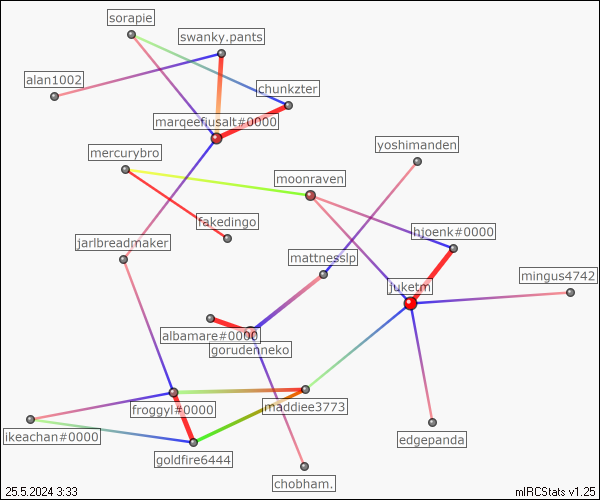 sorapie
swanky.pants
alan1002
chunkzter
marqeefiusalt#0000
yoshimanden
mercurybro
moonraven
fakedingo
hjoenk#0000
jarlbreadmaker
mattnesslp
mingus4742
juketm
albamare#0000
gorudenneko
froggyl#0000
maddiee3773
ikeachan#0000
edgepanda
goldfire6444
chobham.
25.5.2024 3:33
mIRCStats v1.25